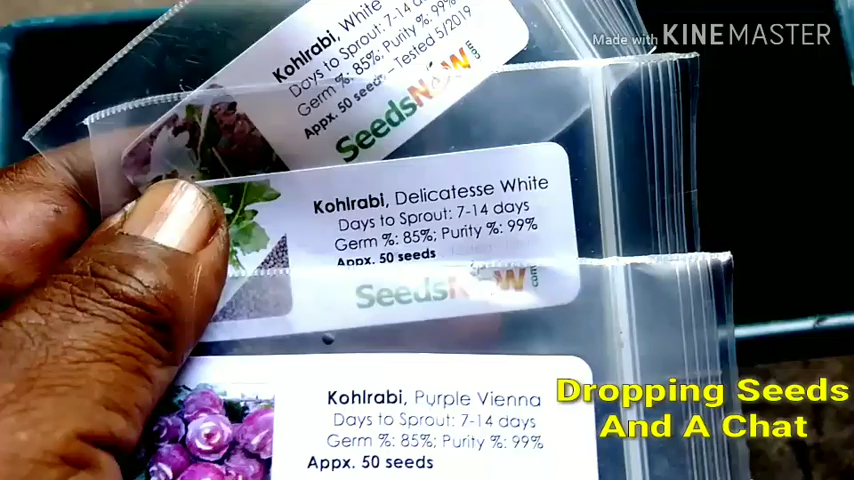 Made with KINEMASTER
Kohlrabi, White
Days to Sprout: 7-14 d
Germ %: 85%; Purity %: 99%
Appx. 50 seeds - Tested 5/2019
SeedsNow.com
Kohlrabi, Delicatesse White
Days to Sprout: 7-14 days
Germ %: 85%; Purity %: 99%
Appx. 50 seeds
SeedsNow.com
Kohlrabi, Purple Vienna
Days to Sprout: 7-14 days
Germ %: 85%; Purity %: 99%
Appx. 50 seeds
Dropping Seeds
And A Chat